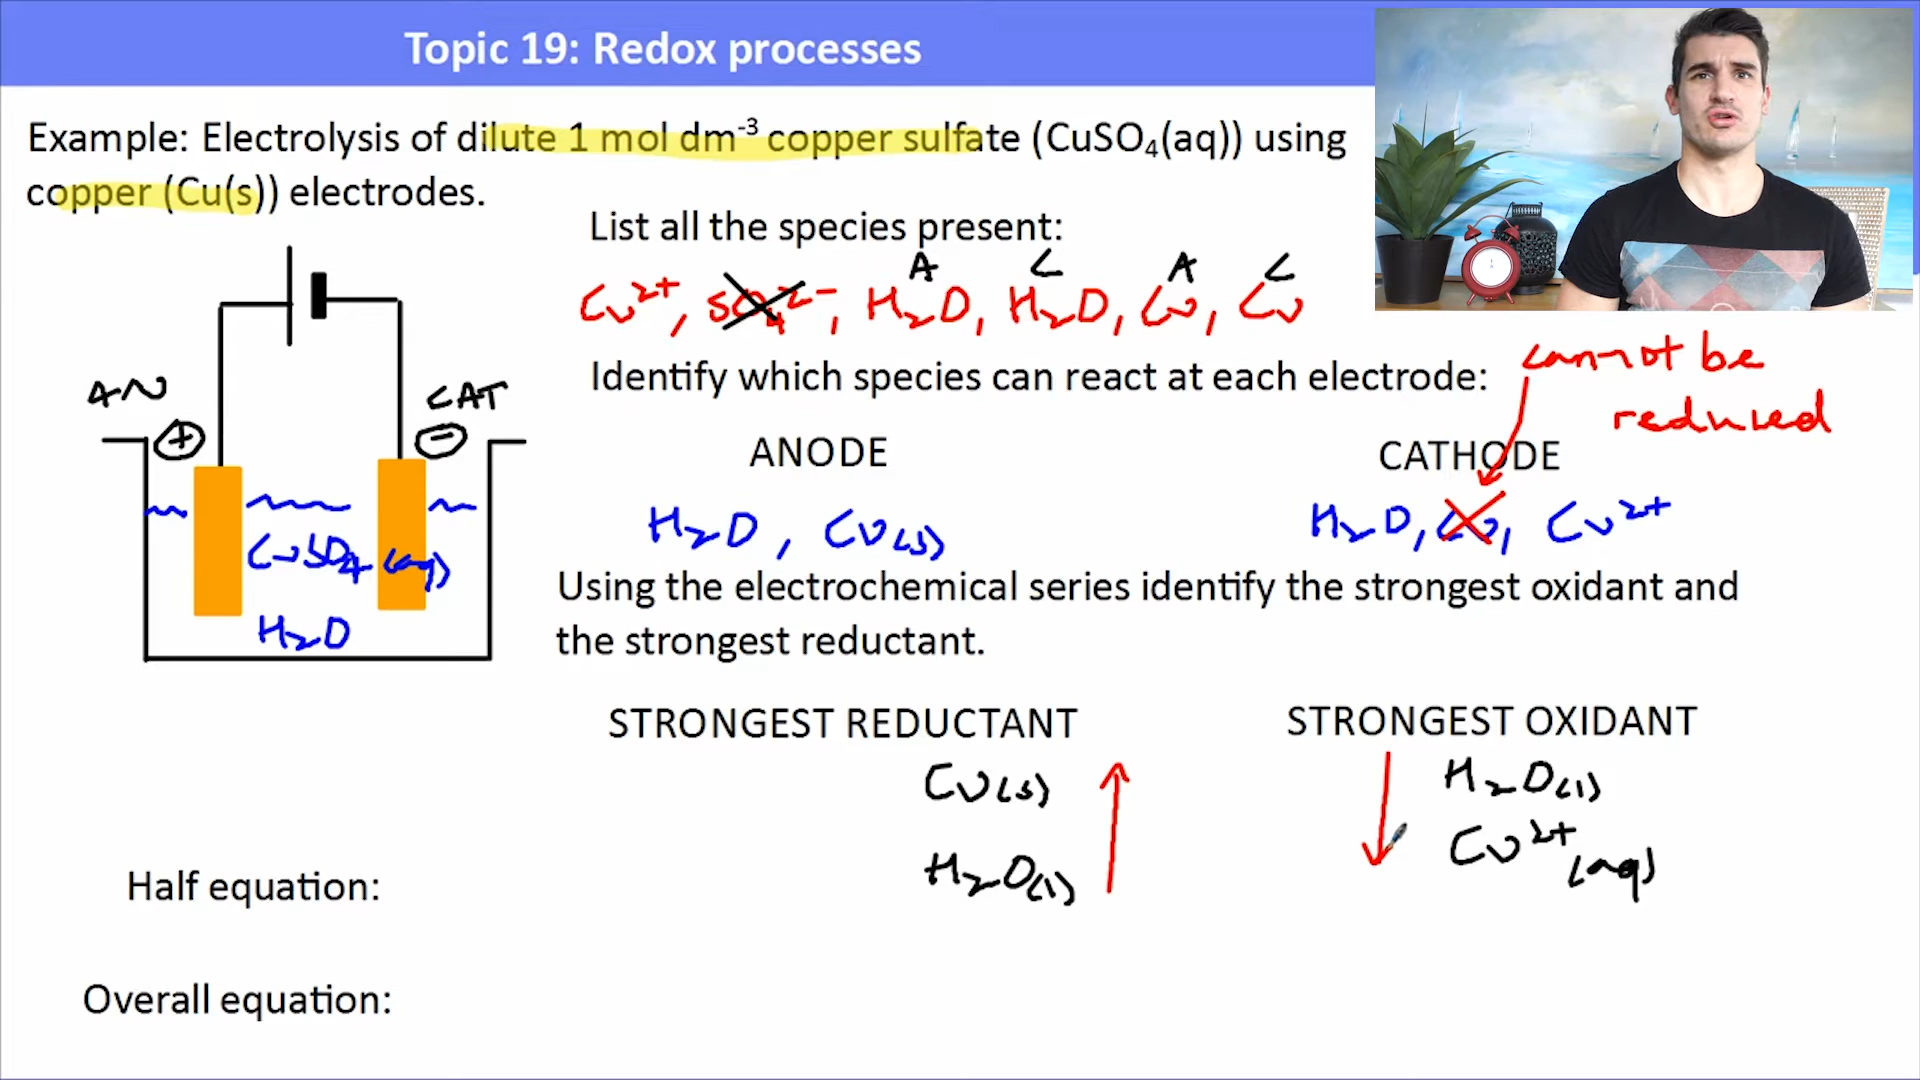 Topic 19: Redox processes
Example: Electrolysis of dilute 1 mol dm⁻³ copper sulfate (CuSO₄(aq)) using
copper (Cu(s)) electrodes.
List all the species present:
A C A C
Cu²⁺, SO₄²⁻, H₂O, H₂O, Cu, Cu
Identify which species can react at each electrode:
cannot be
reduced
AN CAT
+ −
ANODE CATHODE
H₂O, Cu(s) H₂O, Cu, Cu²⁺
CuSO₄(aq)
H₂O
Using the electrochemical series identify the strongest oxidant and
the strongest reductant.
STRONGEST REDUCTANT STRONGEST OXIDANT
Cu(s) H₂O(l)
H₂O(l) Cu²⁺(aq)
Half equation:
Overall equation: